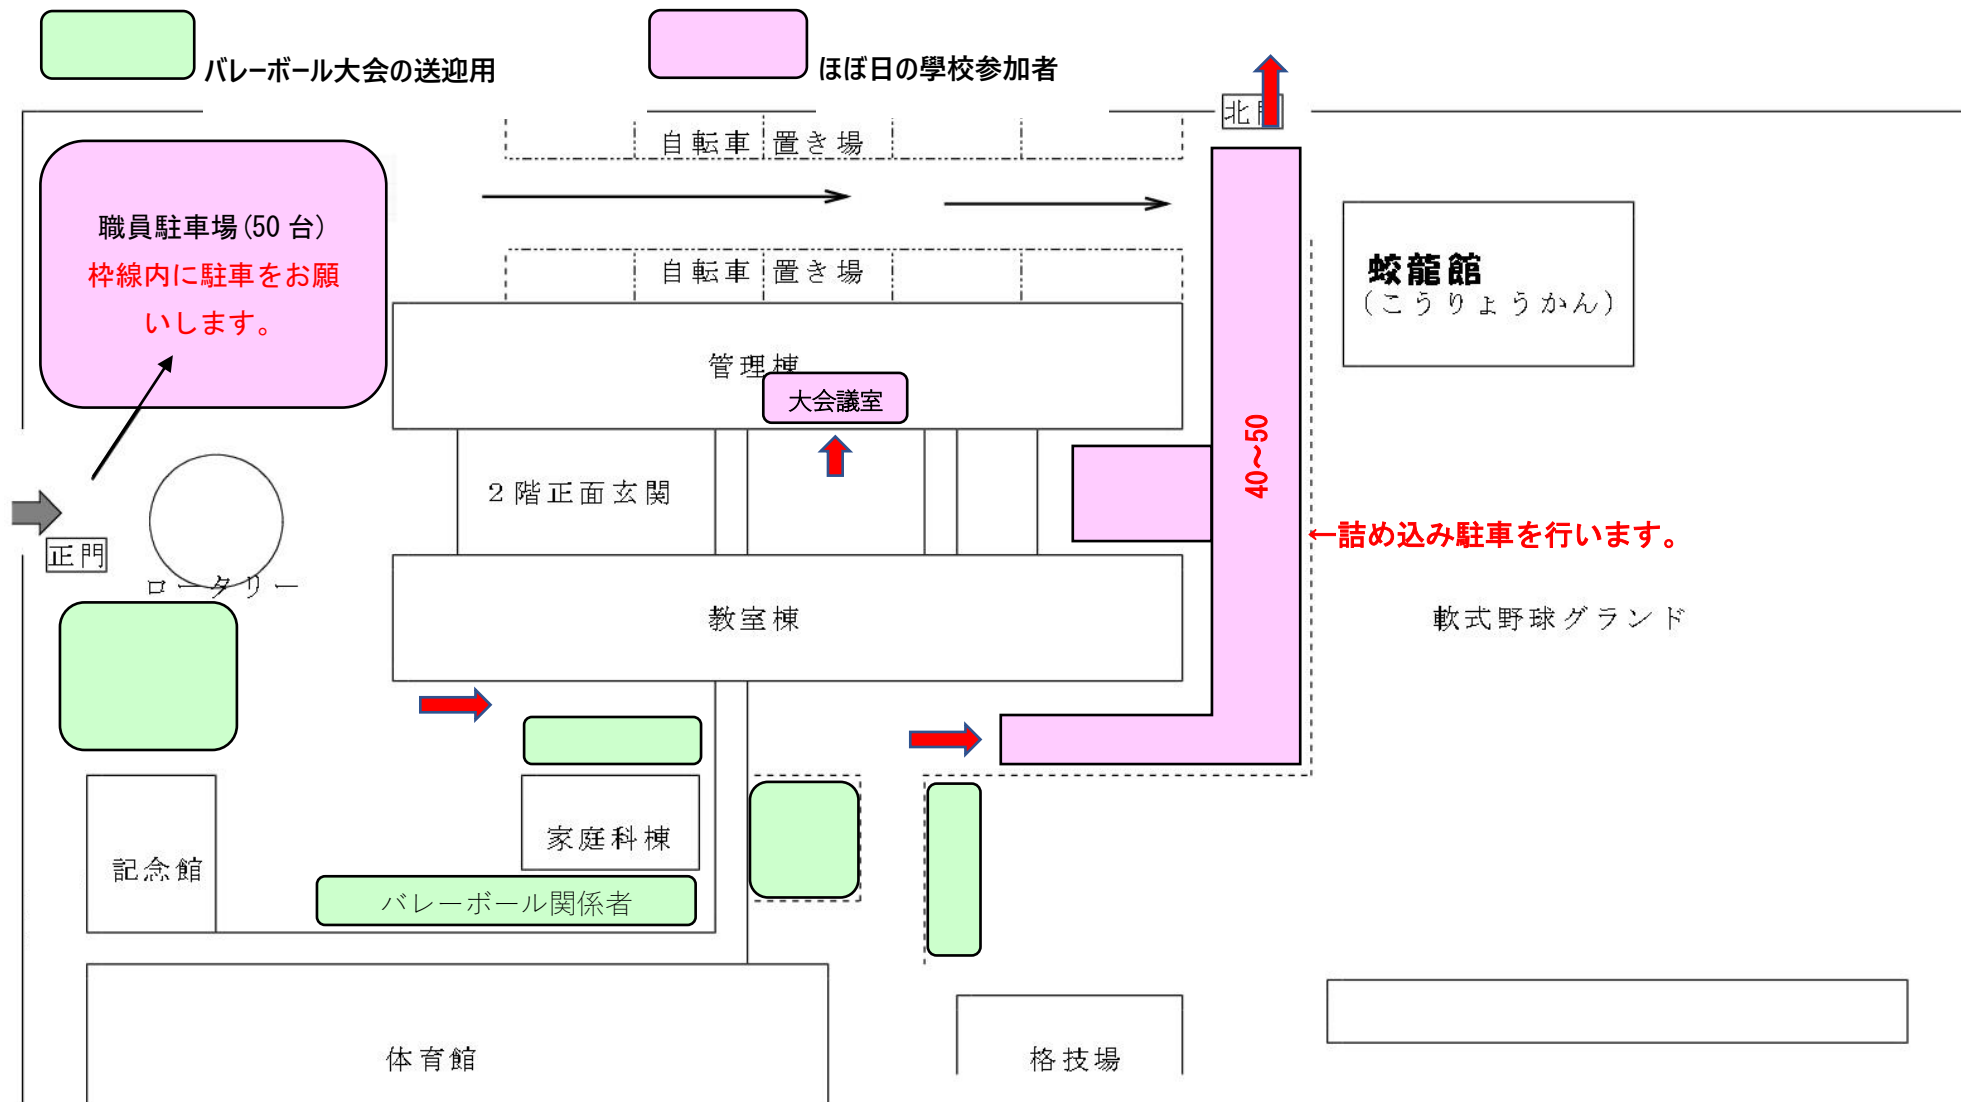 バレーボール大会の送迎用
ほぼ日の學校参加者
北門
自転車置き場
職員駐車場(50台)
枠線内に駐車をお願
いします。
自転車置き場
蛟龍館
(こうりょうかん)
管理棟
大会議室
40~50
2階正面玄関
←詰め込み駐車を行います。
正門
ロータリー
教室棟
軟式野球グランド
家庭科棟
記念館
バレーボール関係者
体育館
格技場